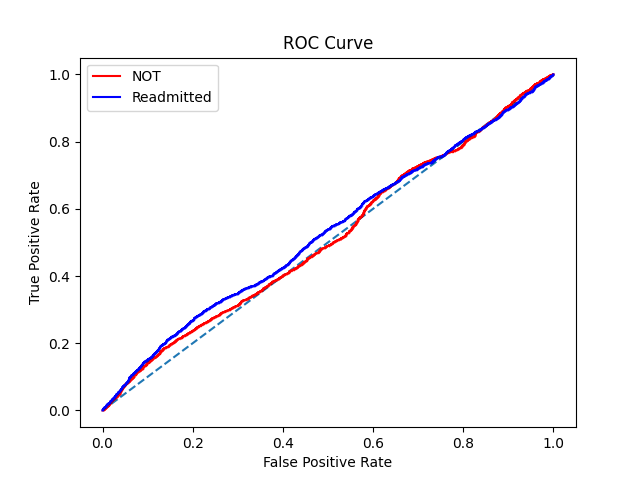 ROC Curve
NOT
Readmitted
True Positive Rate
1.0
0.8
0.6
0.4
0.2
0.0
0.0 0.2 0.4 0.6 0.8 1.0
False Positive Rate